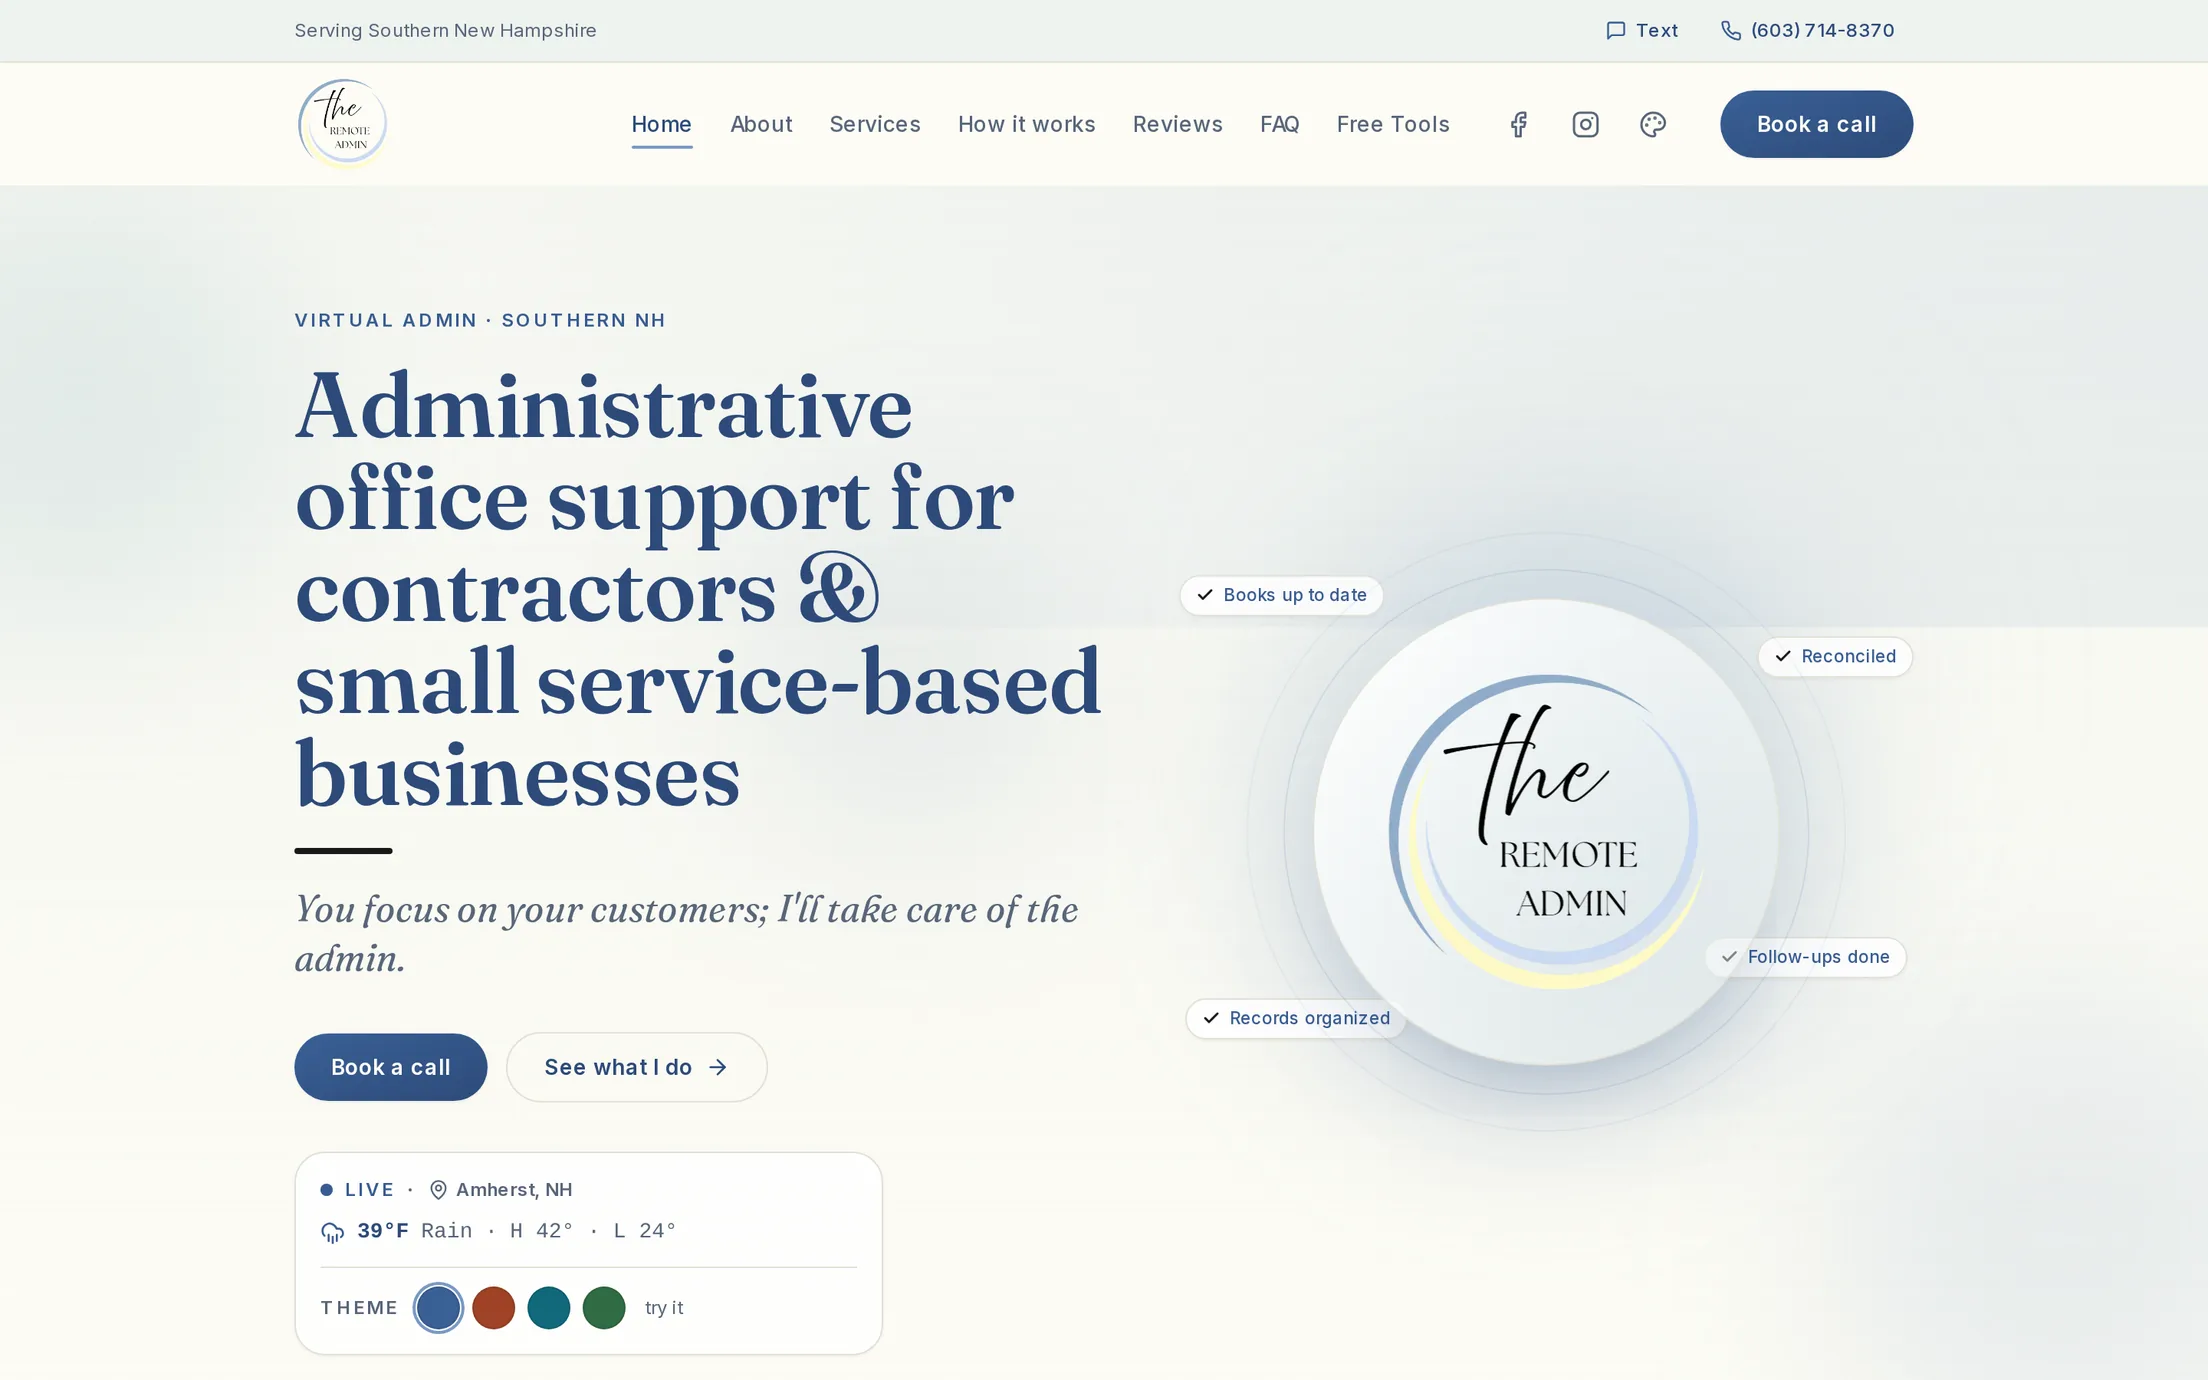 Serving Southern New Hampshire
Text
(603) 714-8370
the
REMOTE
ADMIN
Home
About
Services
How it works
Reviews
FAQ
Free Tools
Book a call
VIRTUAL ADMIN · SOUTHERN NH
Administrative
office support for
contractors &
small service-based
businesses
You focus on your customers; I'll take care of the
admin.
Book a call
See what I do →
Books up to date
Reconciled
the
REMOTE
ADMIN
Follow-ups done
Records organized
LIVE · Amherst, NH
39°F Rain · H 42° · L 24°
THEME
try it